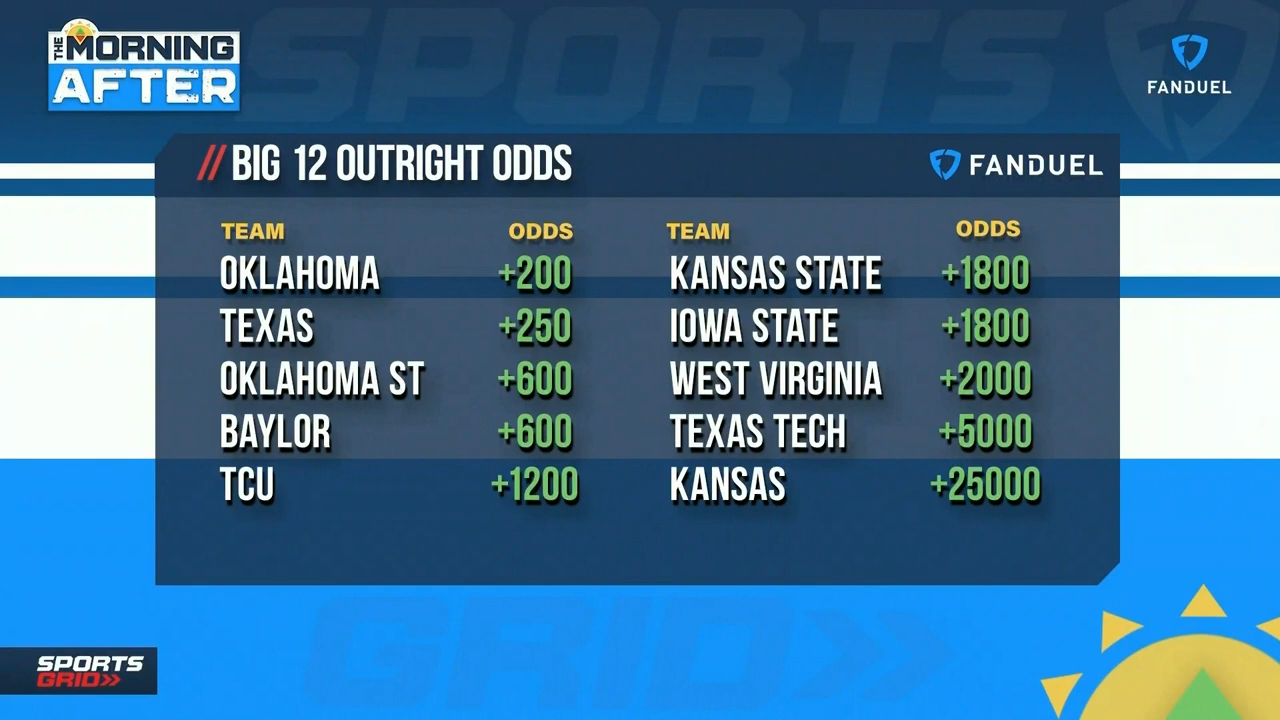 THE MORNING
AFTER
FANDUEL
SPORTS
// BIG 12 OUTRIGHT ODDS
FANDUEL
TEAM ODDS TEAM ODDS
OKLAHOMA +200 KANSAS STATE +1800
TEXAS +250 IOWA STATE +1800
OKLAHOMA ST +600 WEST VIRGINIA +2000
BAYLOR +600 TEXAS TECH +5000
TCU +1200 KANSAS +25000
GRID>>
SPORTS
GRID>>